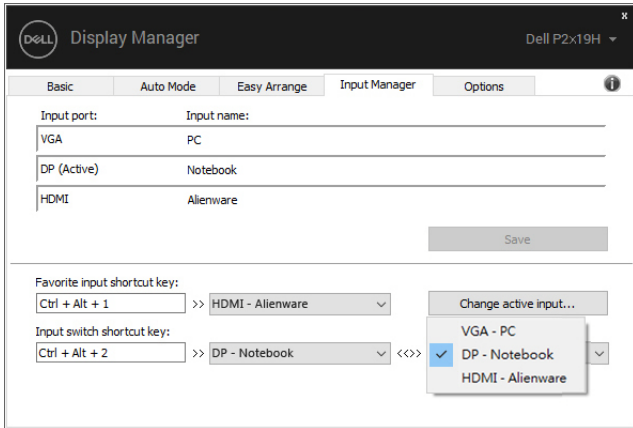 x
DELL Display Manager Dell P2x19H
Basic Auto Mode Easy Arrange Input Manager Options i
Input port: Input name:
VGA PC
DP (Active) Notebook
HDMI Alienware
Save
Favorite input shortcut key:
Ctrl + Alt + 1 >> HDMI - Alienware Change active input...
Input switch shortcut key:
Ctrl + Alt + 2 >> DP - Notebook <<>>
VGA - PC
DP - Notebook
HDMI - Alienware